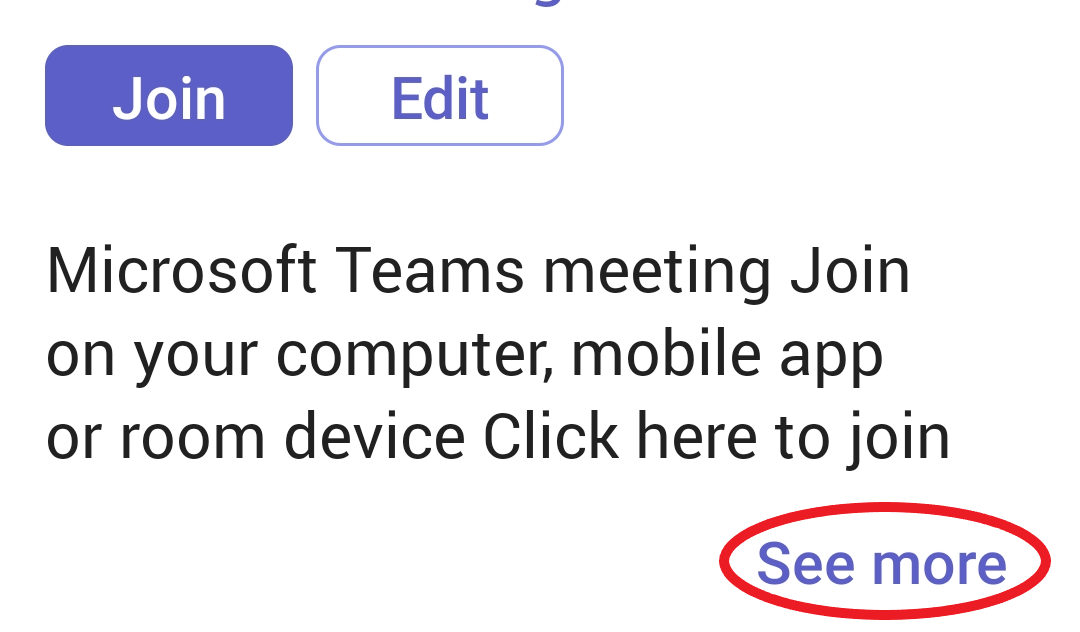 Join Edit
Microsoft Teams meeting Join
on your computer, mobile app
or room device Click here to join
See more